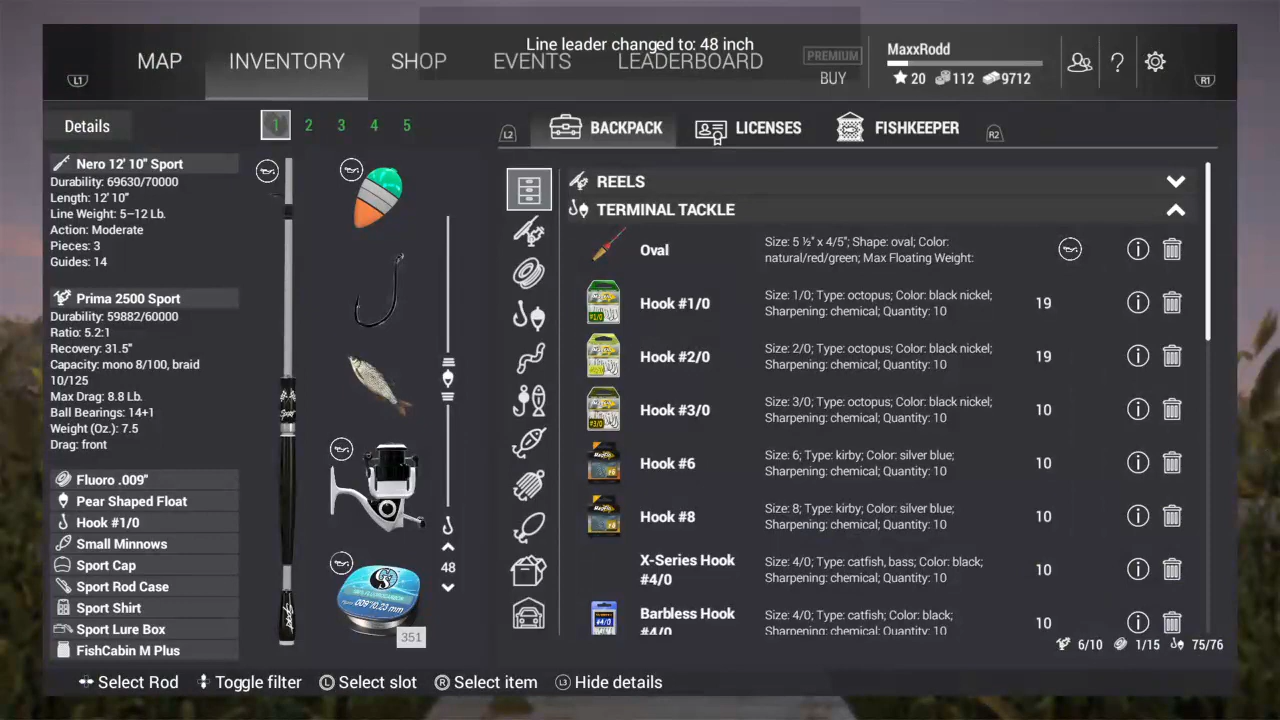 Line leader changed to: 48 inch
MAP
INVENTORY
SHOP
EVENTS
LEADERBOARD
PREMIUM
BUY
MaxxRodd
20 112 9712
L1
R1
Details
1 2 3 4 5
L2
BACKPACK
LICENSES
FISHKEEPER
R2
Nero 12' 10" Sport
Durability: 69630/70000
Length: 12' 10"
Line Weight: 5–12 Lb.
Action: Moderate
Pieces: 3
Guides: 14
Prima 2500 Sport
Durability: 59882/60000
Ratio: 5.2:1
Recovery: 31.5"
Capacity: mono 8/100, braid
10/125
Max Drag: 8.8 Lb.
Ball Bearings: 14+1
Weight (Oz.): 7.5
Drag: front
Fluoro .009"
Pear Shaped Float
Hook #1/0
Small Minnows
Sport Cap
Sport Rod Case
Sport Shirt
Sport Lure Box
FishCabin M Plus
48
351
REELS
TERMINAL TACKLE
Oval
Size: 5 ½" x 4/5"; Shape: oval; Color:
natural/red/green; Max Floating Weight:
Hook #1/0
Size: 1/0; Type: octopus; Color: black nickel;
Sharpening: chemical; Quantity: 10
19
Hook #2/0
Size: 2/0; Type: octopus; Color: black nickel;
Sharpening: chemical; Quantity: 10
19
Hook #3/0
Size: 3/0; Type: octopus; Color: black nickel;
Sharpening: chemical; Quantity: 10
10
Hook #6
Size: 6; Type: kirby; Color: silver blue;
Sharpening: chemical; Quantity: 10
10
Hook #8
Size: 8; Type: kirby; Color: silver blue;
Sharpening: chemical; Quantity: 10
10
X-Series Hook
#4/0
Size: 4/0; Type: catfish, bass; Color: black;
Sharpening: chemical; Quantity: 10
10
Barbless Hook
#4/0
Size: 4/0; Type: catfish; Color: black;
Sharpening: chemical; Quantity: 10
10
6/10 1/15 75/76
Select Rod
Toggle filter
L Select slot
R Select item
L3 Hide details